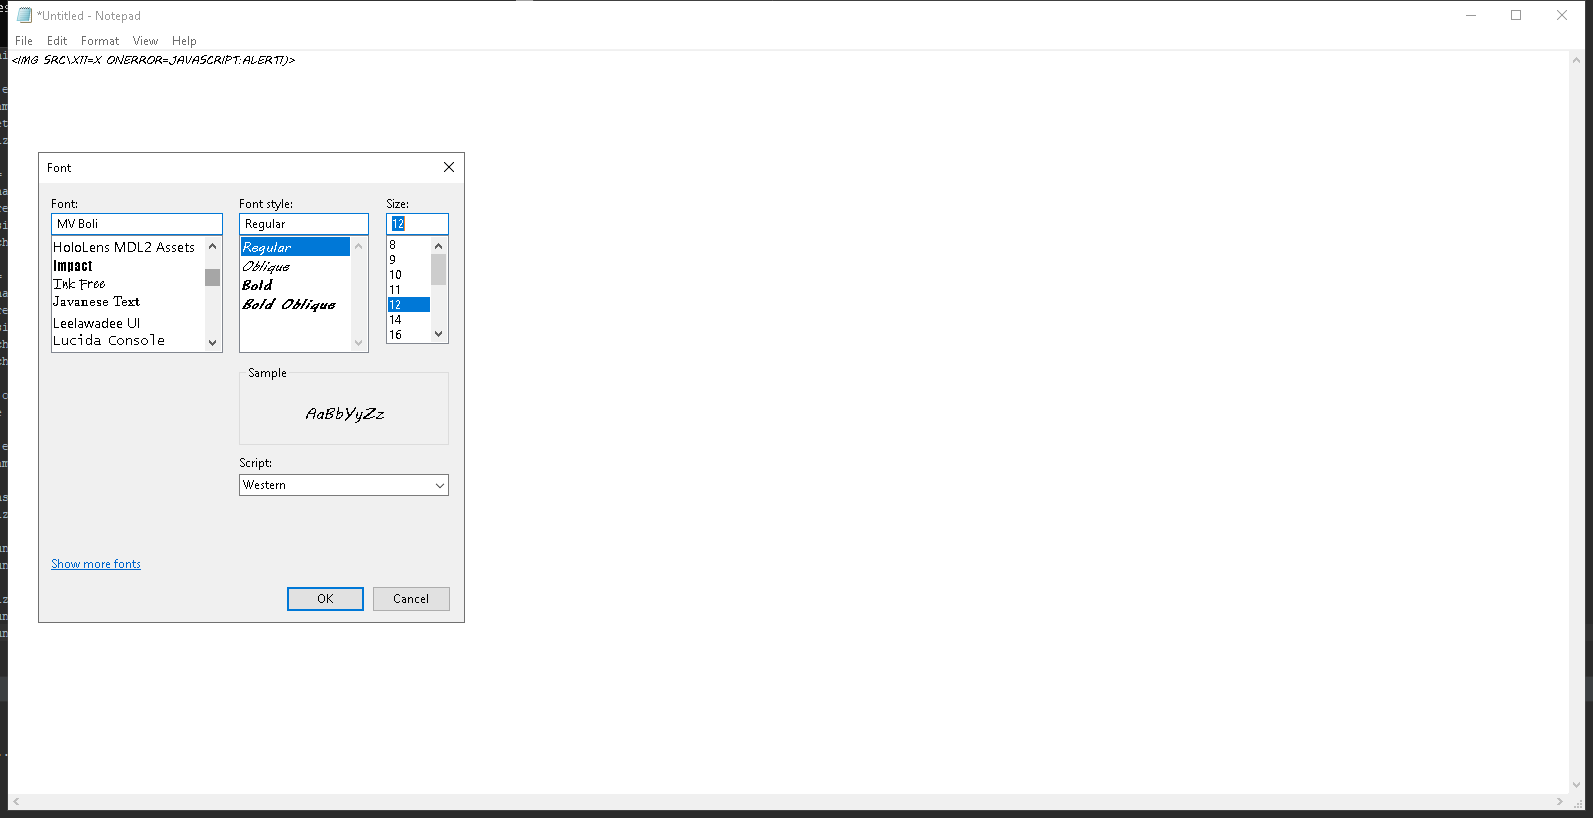 *Untitled - Notepad
File Edit Format View Help
<IMG SRC\X11=X ONERROR=JAVASCRIPT:ALERT1)>
Font
Font: Font style: Size:
MV Boli Regular 12
HoloLens MDL2 Assets Regular 8
Impact Oblique 9
Ink Free Bold 10
Javanese Text Bold Oblique 11
Leelawadee UI 12
Lucida Console 14
16
Sample
AaBbYyZz
Script:
Western
Show more fonts
OK Cancel